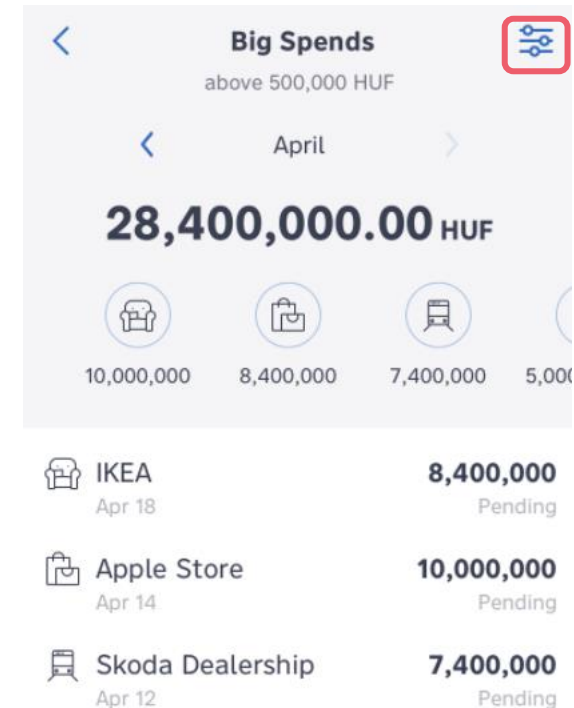 Big Spends
above 500,000 HUF
April
28,400,000.00 HUF
10,000,000 8,400,000 7,400,000 5,000
IKEA 8,400,000
Apr 18 Pending
Apple Store 10,000,000
Apr 14 Pending
Skoda Dealership 7,400,000
Apr 12 Pending